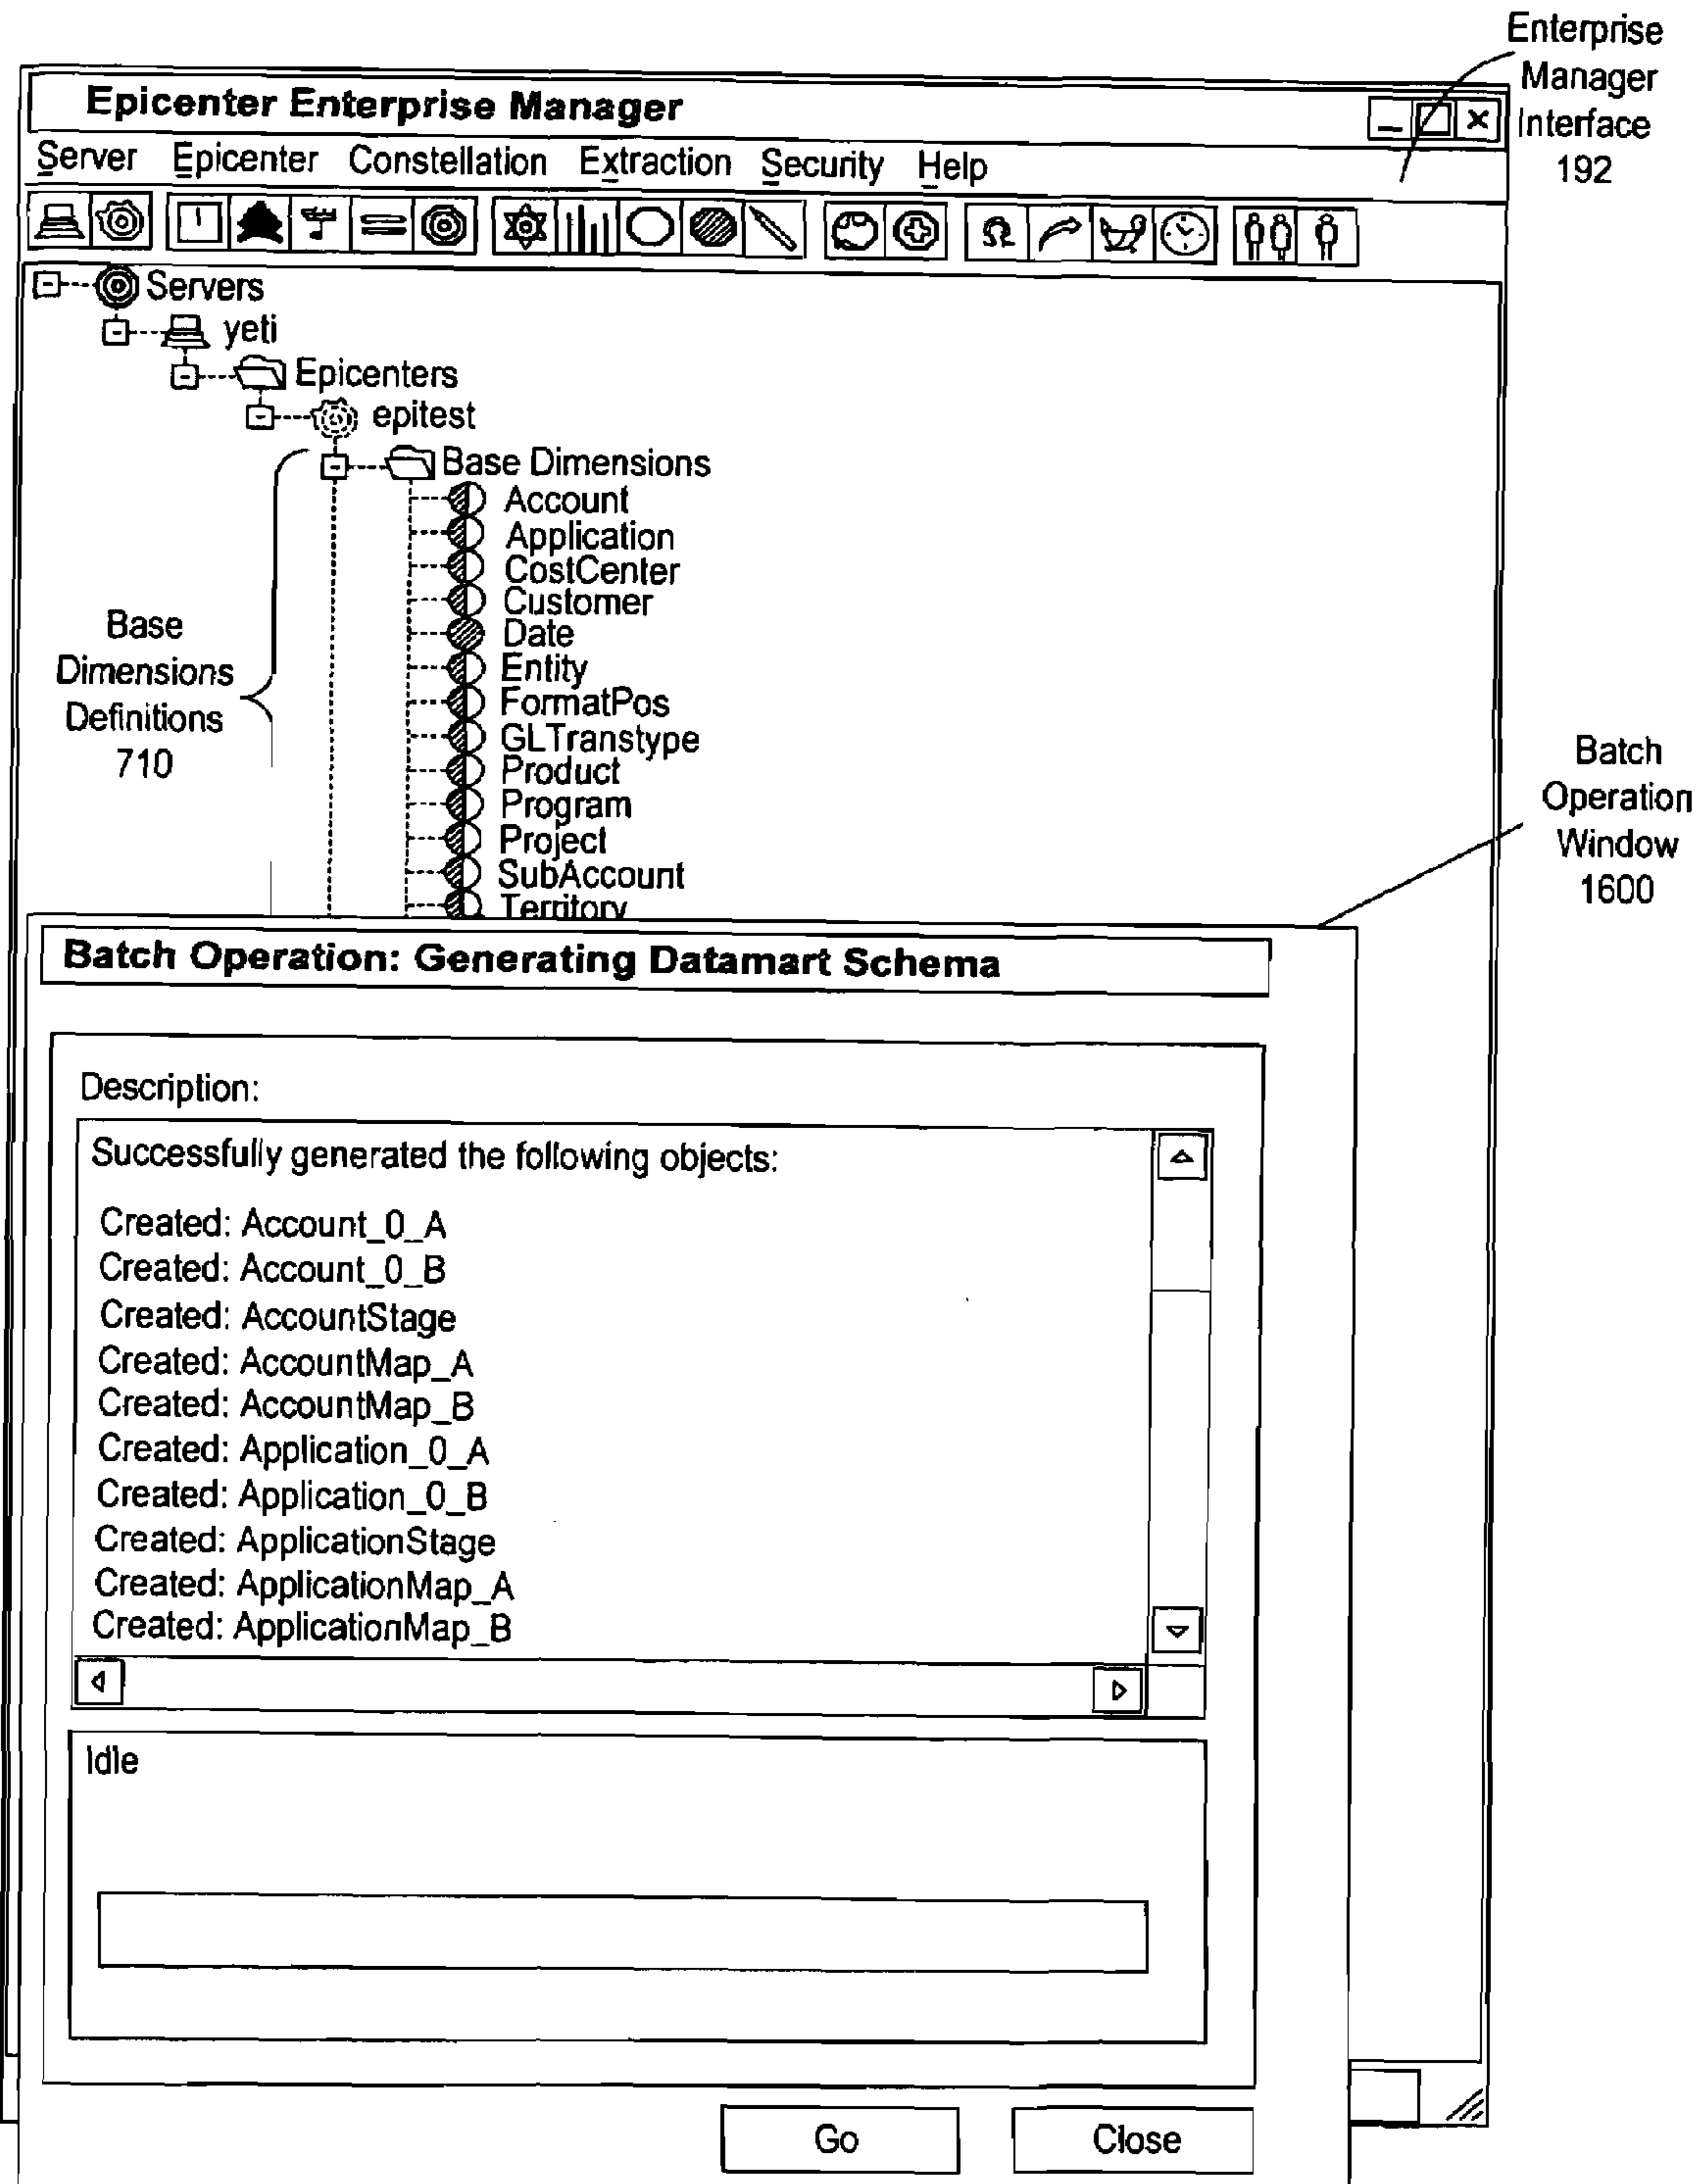 Enterprise
Manager
Interface
192
Epicenter Enterprise Manager
Server Epicenter Constellation Extraction Security Help
Servers
yeti
Epicenters
epitest
Base Dimensions
Account
Application
CostCenter
Customer
Date
Entity
FormatPos
GLTranstype
Product
Program
Project
SubAccount
Territory
Base
Dimensions
Definitions
710
Batch
Operation
Window
1600
Batch Operation: Generating Datamart Schema
Description:
Successfully generated the following objects:
Created: Account_0_A
Created: Account_0_B
Created: AccountStage
Created: AccountMap_A
Created: AccountMap_B
Created: Application_0_A
Created: Application_0_B
Created: ApplicationStage
Created: ApplicationMap_A
Created: ApplicationMap_B
Idle
Go
Close